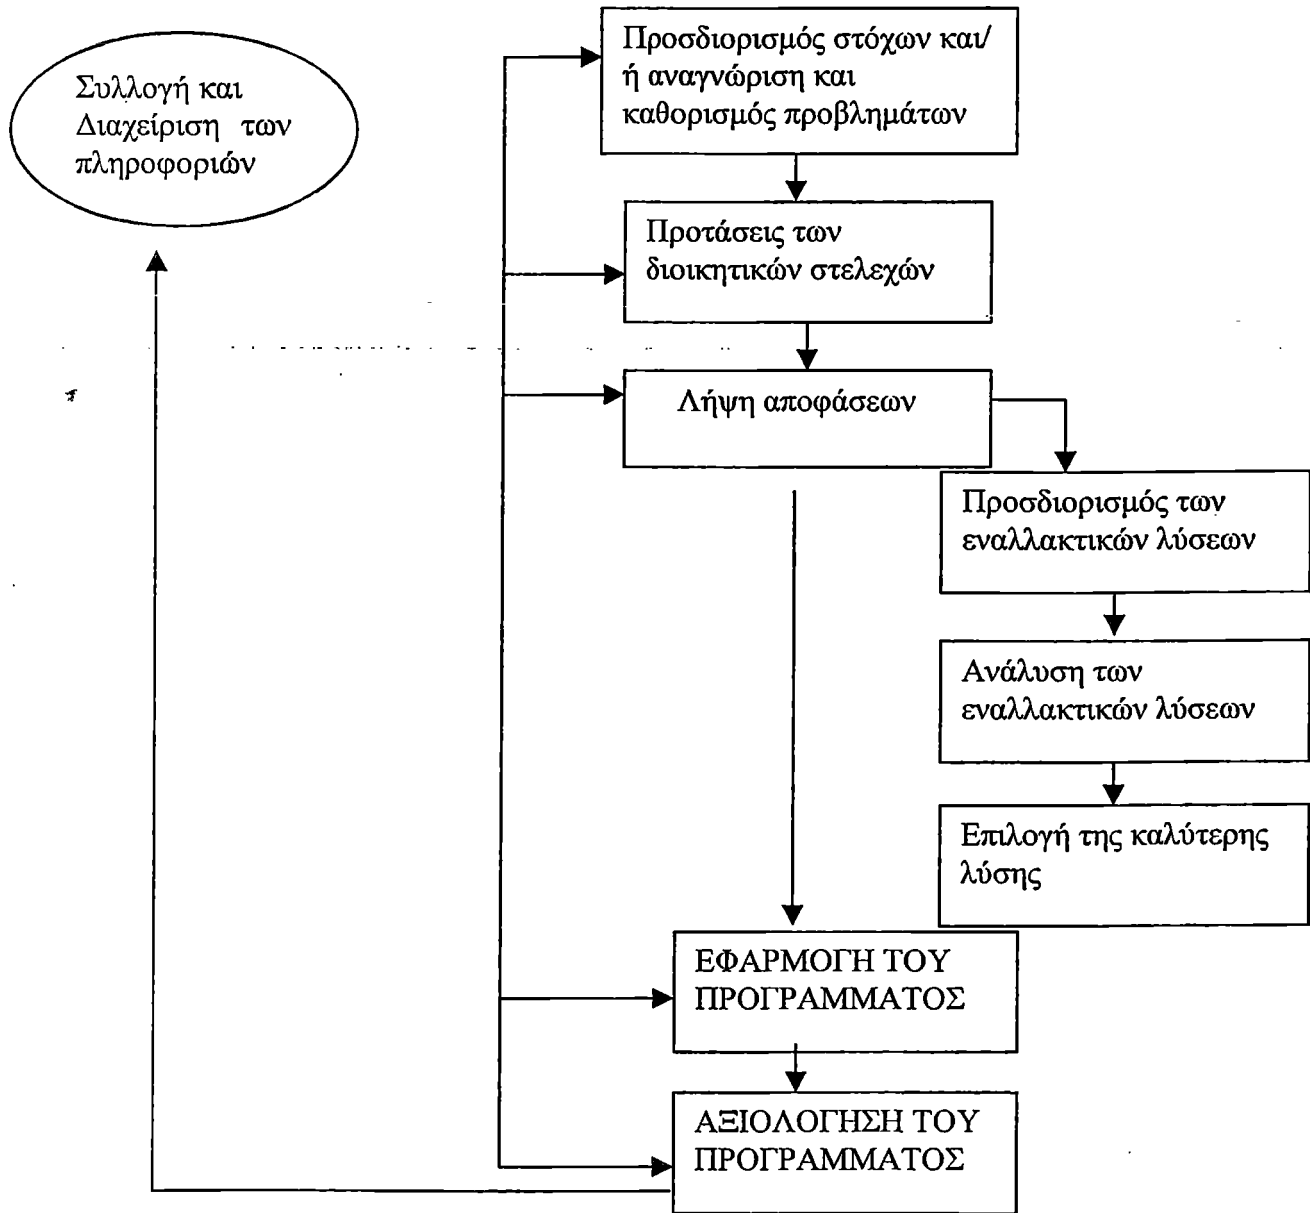 Συλλογή και
Διαχείριση των
πληροφοριών
Προσδιορισμός στόχων και/
ή αναγνώριση και
καθορισμός προβλημάτων
Προτάσεις των
διοικητικών στελεχών
Λήψη αποφάσεων
Προσδιορισμός των
εναλλακτικών λύσεων
Ανάλυση των
εναλλακτικών λύσεων
Επιλογή της καλύτερης
λύσης
ΕΦΑΡΜΟΓΗ ΤΟΥ
ΠΡΟΓΡΑΜΜΑΤΟΣ
ΑΞΙΟΛΟΓΗΣΗ ΤΟΥ
ΠΡΟΓΡΑΜΜΑΤΟΣ